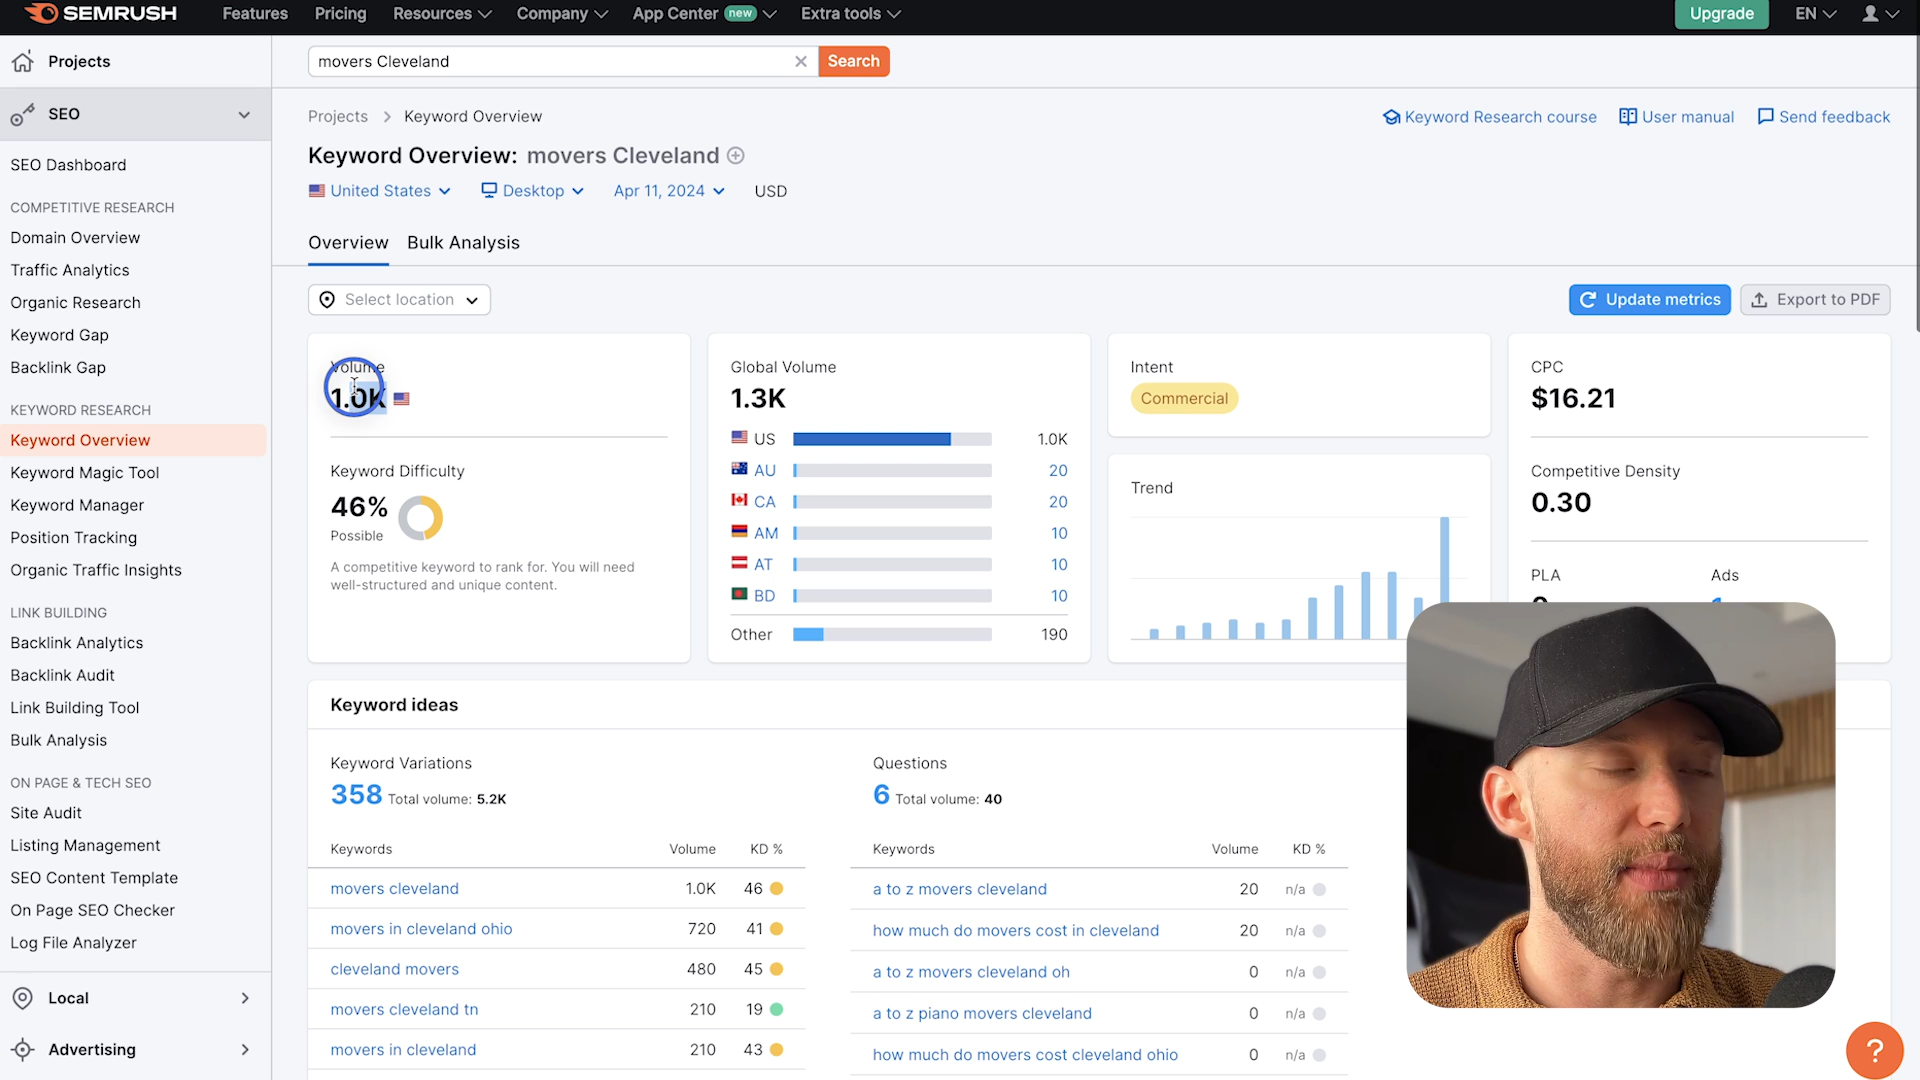 SEMRUSH
Features
Pricing
Resources
Company
App Center new
Extra tools
Upgrade
EN
Projects
SEO
SEO Dashboard
COMPETITIVE RESEARCH
Domain Overview
Traffic Analytics
Organic Research
Keyword Gap
Backlink Gap
KEYWORD RESEARCH
Keyword Overview
Keyword Magic Tool
Keyword Manager
Position Tracking
Organic Traffic Insights
LINK BUILDING
Backlink Analytics
Backlink Audit
Link Building Tool
Bulk Analysis
ON PAGE & TECH SEO
Site Audit
Listing Management
SEO Content Template
On Page SEO Checker
Log File Analyzer
Local
Advertising
movers Cleveland
Search
Projects > Keyword Overview
Keyword Research course
User manual
Send feedback
Keyword Overview: movers Cleveland
United States
Desktop
Apr 11, 2024
USD
Overview
Bulk Analysis
Select location
Update metrics
Export to PDF
Volume
1.0K
Keyword Difficulty
46%
Possible
A competitive keyword to rank for. You will need
well-structured and unique content.
Global Volume
1.3K
US 1.0K
AU 20
CA 20
AM 10
AT 10
BD 10
Other 190
Intent
Commercial
Trend
CPC
$16.21
Competitive Density
0.30
PLA
Ads
Keyword ideas
Keyword Variations
358 Total volume: 5.2K
Keywords Volume KD %
movers cleveland 1.0K 46
movers in cleveland ohio 720 41
cleveland movers 480 45
movers cleveland tn 210 19
movers in cleveland 210 43
Questions
6 Total volume: 40
Keywords Volume KD %
a to z movers cleveland 20 n/a
how much do movers cost in cleveland 20 n/a
a to z movers cleveland oh 0 n/a
a to z piano movers cleveland 0 n/a
how much do movers cost cleveland ohio 0 n/a
?